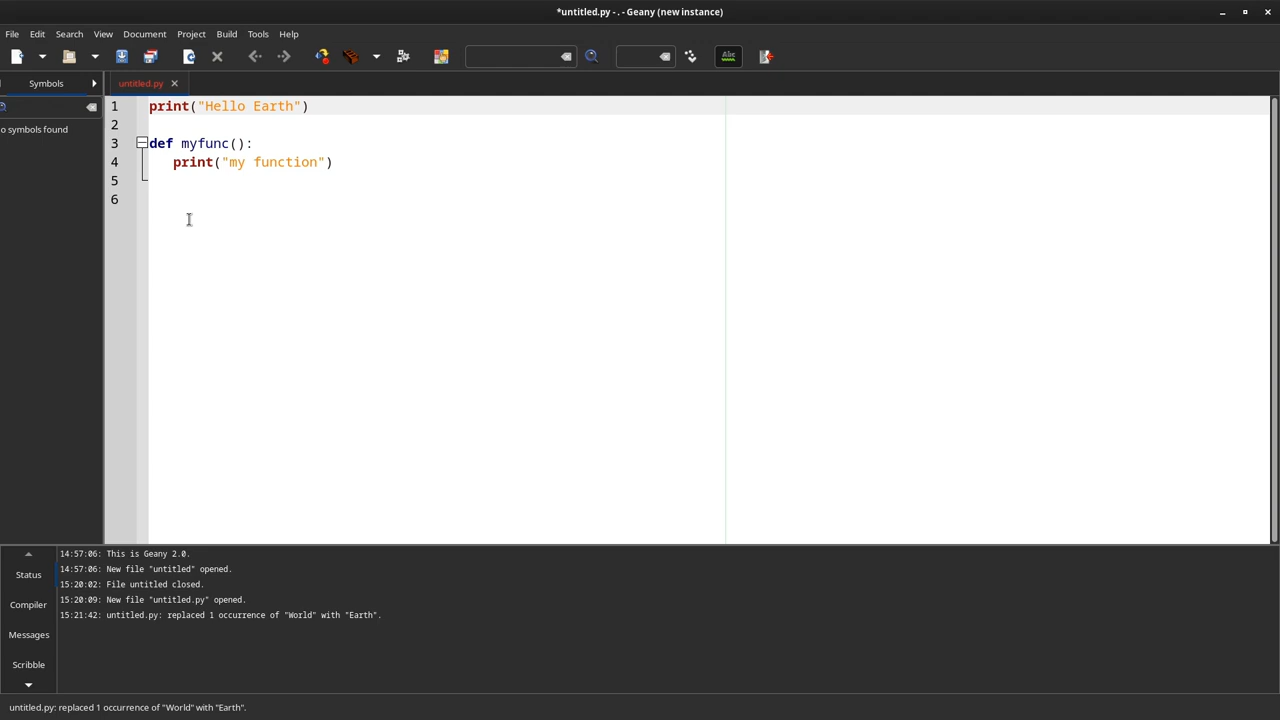 *untitled.py - . - Geany (new instance)
File Edit Search View Document Project Build Tools Help
Abc
Symbols
untitled.py
o symbols found
1 print("Hello Earth")
2
3 def myfunc():
4 print("my function")
5
6
14:57:06: This is Geany 2.0.
14:57:06: New file "untitled" opened.
15:20:02: File untitled closed.
15:20:09: New file "untitled.py" opened.
15:21:42: untitled.py: replaced 1 occurrence of "World" with "Earth".
Status
Compiler
Messages
Scribble
untitled.py: replaced 1 occurrence of "World" with "Earth".